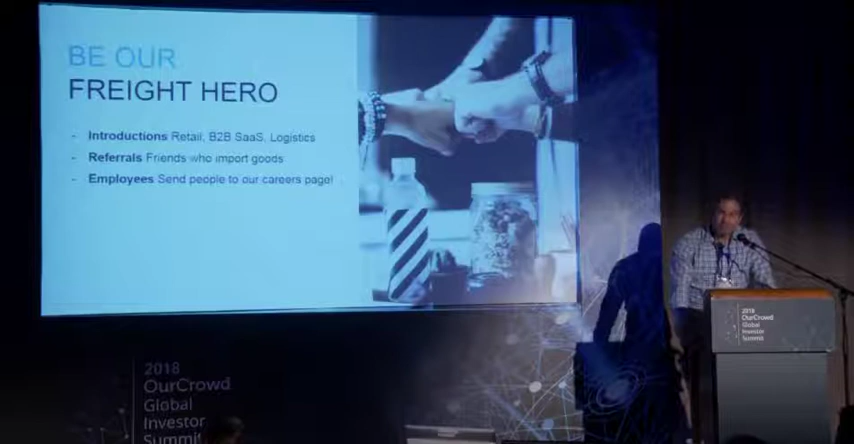 BE OUR
FREIGHT HERO
- Introductions Retail, B2B SaaS, Logistics
- Referrals Friends who import goods
- Employees Send people to our careers page!
2018
OurCrowd
Global
Investor
Summit
2018
OurCrowd
Global
Investor
Summit